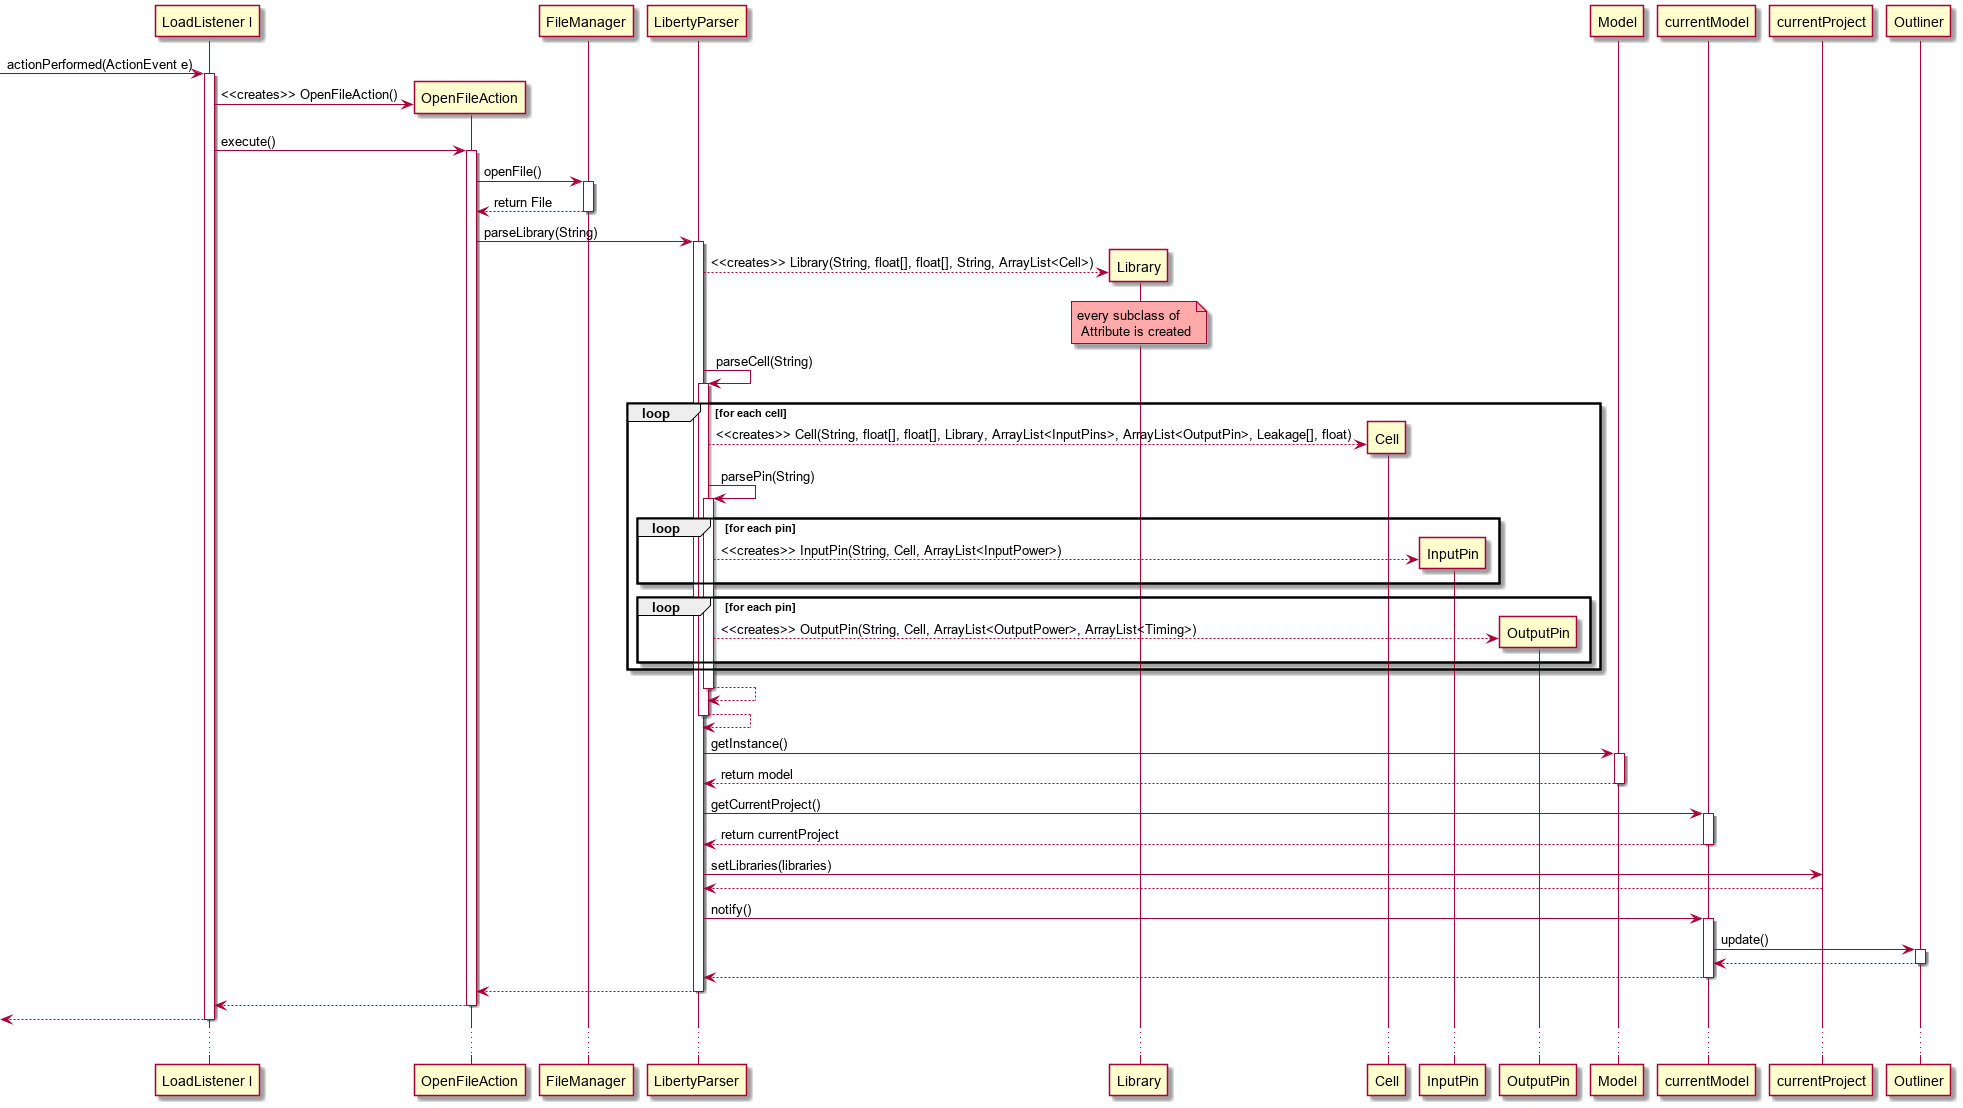 LoadListener l
FileManager
LibertyParser
Model
currentModel
currentProject
Outliner
actionPerformed(ActionEvent e)
<<creates>> OpenFileAction()
OpenFileAction
execute()
openFile()
return File
parseLibrary(String)
<<creates>> Library(String, float[], float[], String, ArrayList<Cell>)
Library
every subclass of
Attribute is created
parseCell(String)
loop
[for each cell]
<<creates>> Cell(String, float[], float[], Library, ArrayList<InputPins>, ArrayList<OutputPin>, Leakage[], float)
Cell
parsePin(String)
loop
[for each pin]
<<creates>> InputPin(String, Cell, ArrayList<InputPower>)
InputPin
loop
[for each pin]
<<creates>> OutputPin(String, Cell, ArrayList<OutputPower>, ArrayList<Timing>)
OutputPin
getInstance()
return model
getCurrentProject()
return currentProject
setLibraries(libraries)
notify()
update()
LoadListener l
OpenFileAction
FileManager
LibertyParser
Library
Cell
InputPin
OutputPin
Model
currentModel
currentProject
Outliner